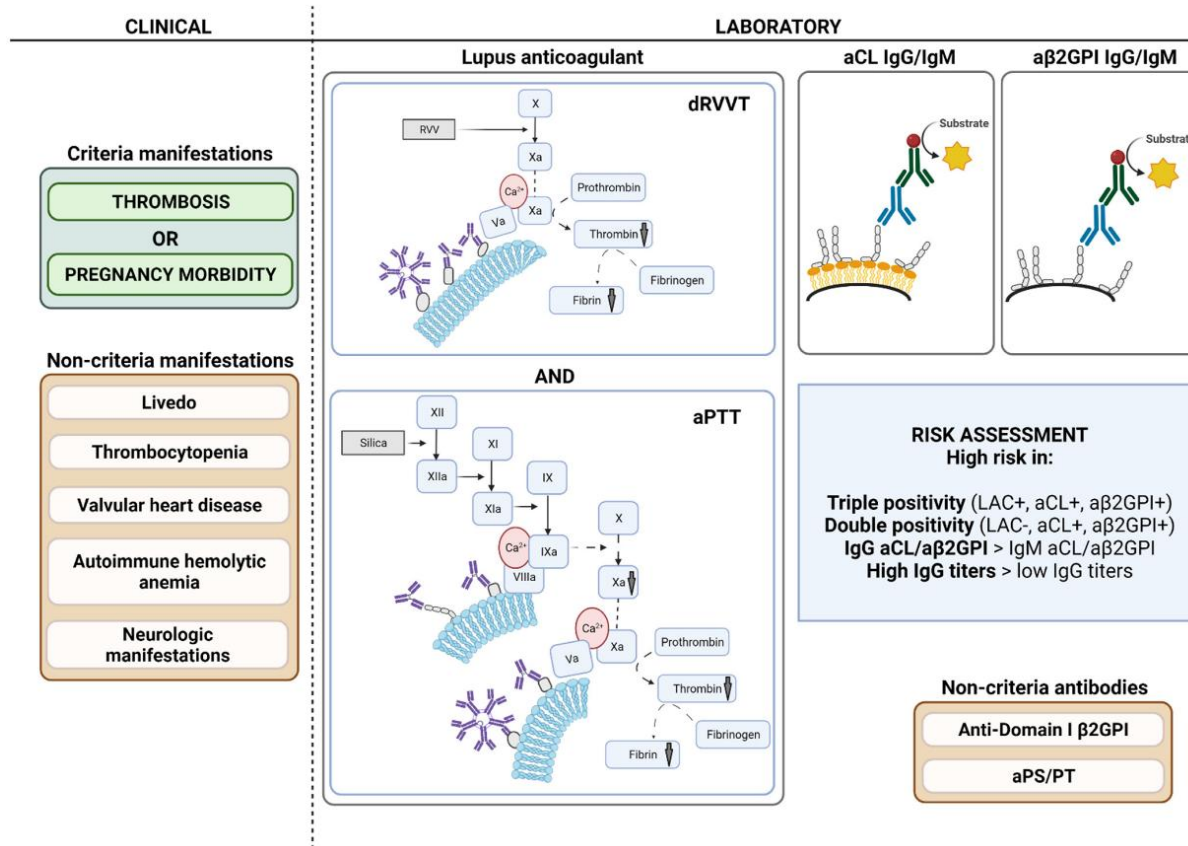 CLINICAL
LABORATORY
Criteria manifestations
THROMBOSIS
OR
PREGNANCY MORBIDITY
Non-criteria manifestations
Livedo
Thrombocytopenia
Valvular heart disease
Autoimmune hemolytic
anemia
Neurologic
manifestations
Lupus anticoagulant
dRVVT
X
RVV
Xa
Ca²⁺
Xa
Va
Prothrombin
Thrombin
Fibrinogen
Fibrin
AND
aPTT
XII
Silica
XI
XIIa
IX
XIa
X
Ca²⁺
IXa
VIIIa
Xa
Ca²⁺
Xa
Va
Prothrombin
Thrombin
Fibrinogen
Fibrin
aCL IgG/IgM
Substrate
aβ2GPI IgG/IgM
Substrat
RISK ASSESSMENT
High risk in:
Triple positivity (LAC+, aCL+, aβ2GPI+)
Double positivity (LAC-, aCL+, aβ2GPI+)
IgG aCL/aβ2GPI > IgM aCL/aβ2GPI
High IgG titers > low IgG titers
Non-criteria antibodies
Anti-Domain I β2GPI
aPS/PT